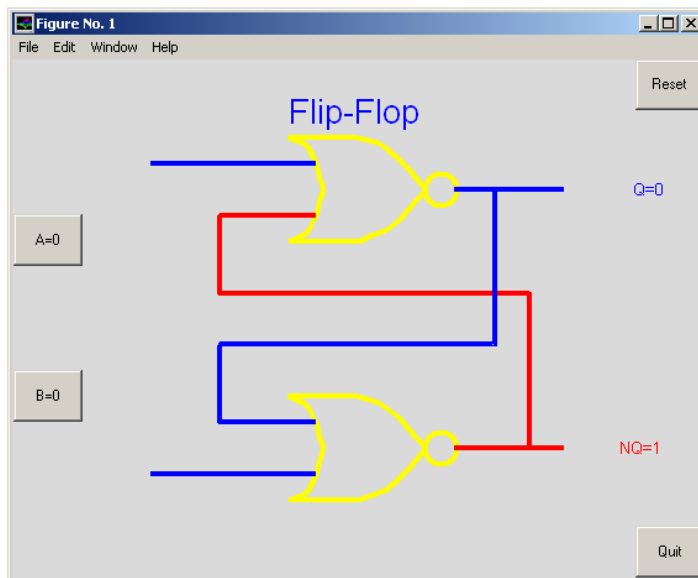 Figure No. 1
File Edit Window Help
Reset
Flip-Flop
Q=0
A=0
B=0
NQ=1
Quit